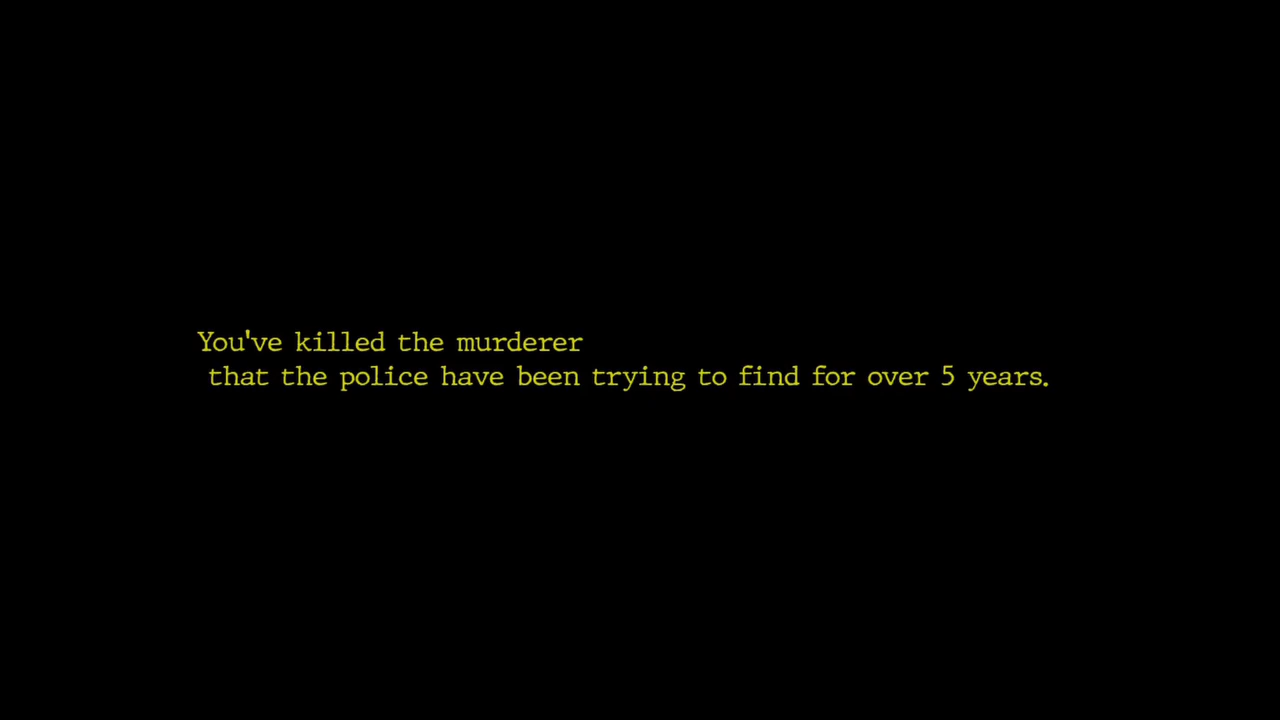 You've killed the murderer
that the police have been trying to find for over 5 years.